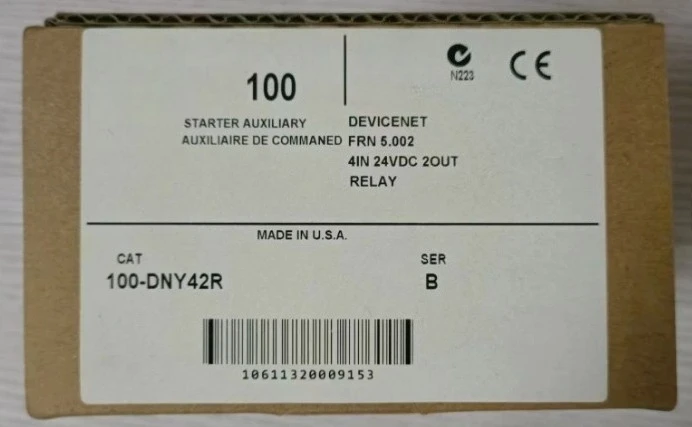 100
N223
CE
STARTER AUXILIARY
AUXILIAIRE DE COMMANED
DEVICENET
FRN 5.002
4IN 24VDC 2OUT
RELAY
MADE IN U.S.A.
CAT
100-DNY42R
SER
B
10611320009153